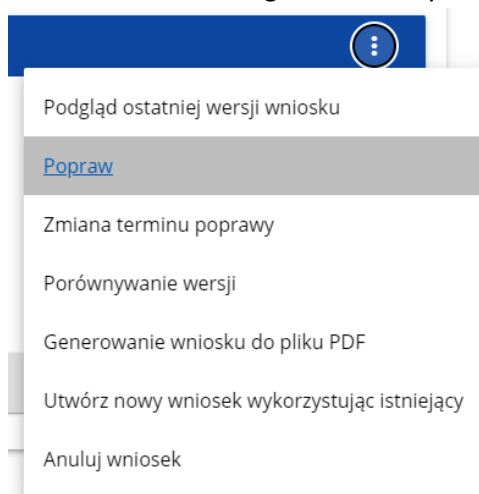 Podgląd ostatniej wersji wniosku
Popraw
Zmiana terminu poprawy
Porównywanie wersji
Generowanie wniosku do pliku PDF
Utwórz nowy wniosek wykorzystując istniejący
Anuluj wniosek